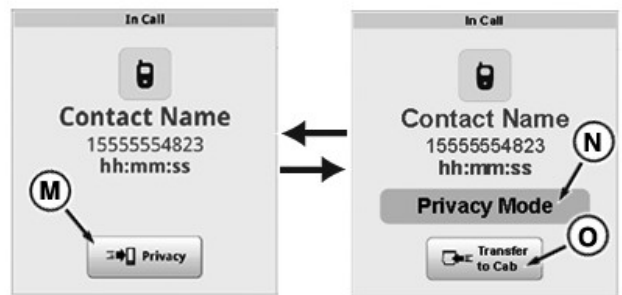 In Call
Contact Name
15555554823
hh:mm:ss
M
Privacy
In Call
Contact Name
15555554823
hh:mm:ss
N
Privacy Mode
O
Transfer
to Cab